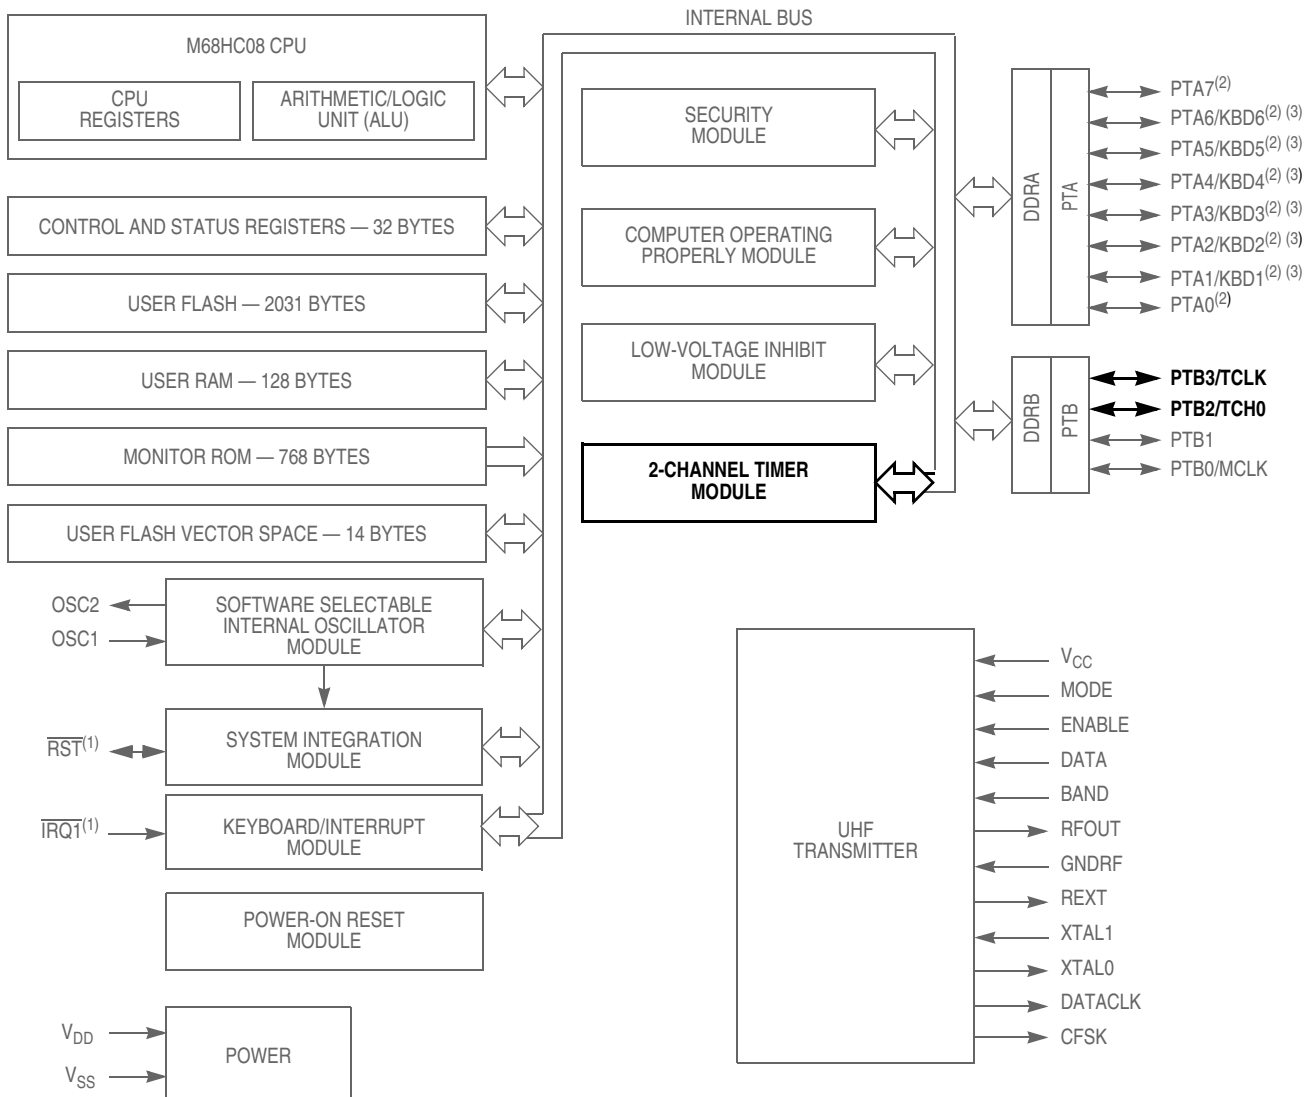 INTERNAL BUS
M68HC08 CPU
CPU
REGISTERS
ARITHMETIC/LOGIC
UNIT (ALU)
CONTROL AND STATUS REGISTERS — 32 BYTES
USER FLASH — 2031 BYTES
USER RAM — 128 BYTES
MONITOR ROM — 768 BYTES
USER FLASH VECTOR SPACE — 14 BYTES
OSC2
OSC1
SOFTWARE SELECTABLE
INTERNAL OSCILLATOR
MODULE
RST(1)
SYSTEM INTEGRATION
MODULE
IRQ1(1)
KEYBOARD/INTERRUPT
MODULE
POWER-ON RESET
MODULE
VDD
VSS
POWER
SECURITY
MODULE
COMPUTER OPERATING
PROPERLY MODULE
LOW-VOLTAGE INHIBIT
MODULE
2-CHANNEL TIMER
MODULE
DDRA
PTA
PTA7(2)
PTA6/KBD6(2) (3)
PTA5/KBD5(2) (3)
PTA4/KBD4(2) (3)
PTA3/KBD3(2) (3)
PTA2/KBD2(2) (3)
PTA1/KBD1(2) (3)
PTA0(2)
DDRB
PTB
PTB3/TCLK
PTB2/TCH0
PTB1
PTB0/MCLK
UHF
TRANSMITTER
VCC
MODE
ENABLE
DATA
BAND
RFOUT
GNDRF
REXT
XTAL1
XTAL0
DATACLK
CFSK